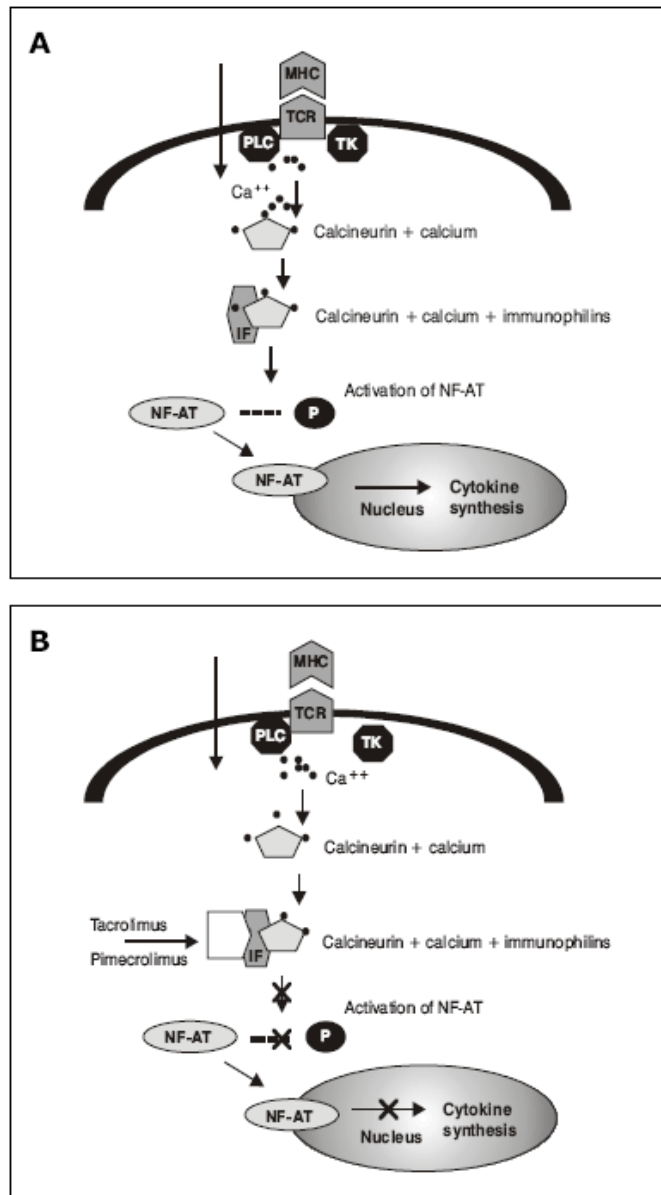 A
MHC
TCR
PLC
TK
Ca++
Calcineurin + calcium
Calcineurin + calcium + immunophilins
IF
Activation of NF-AT
NF-AT
P
NF-AT
Nucleus
Cytokine
synthesis
B
MHC
TCR
PLC
TK
Ca++
Calcineurin + calcium
Tacrolimus
Pimecrolimus
IF
Calcineurin + calcium + immunophilins
Activation of NF-AT
NF-AT
P
NF-AT
Nucleus
Cytokine
synthesis